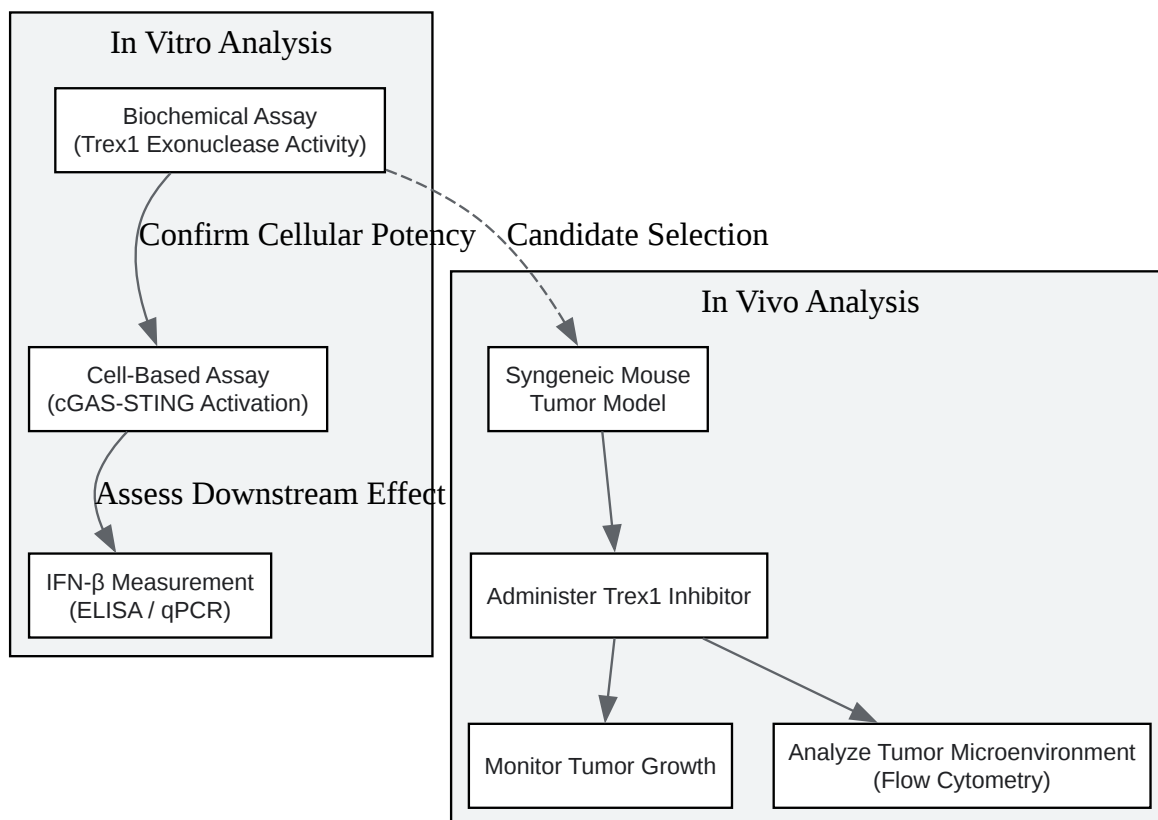 In Vitro Analysis
Biochemical Assay
(Trex1 Exonuclease Activity)
Confirm Cellular Potency
Candidate Selection
In Vivo Analysis
Cell-Based Assay
(cGAS-STING Activation)
Syngeneic Mouse
Tumor Model
Assess Downstream Effect
IFN-β Measurement
(ELISA / qPCR)
Administer Trex1 Inhibitor
Monitor Tumor Growth
Analyze Tumor Microenvironment
(Flow Cytometry)